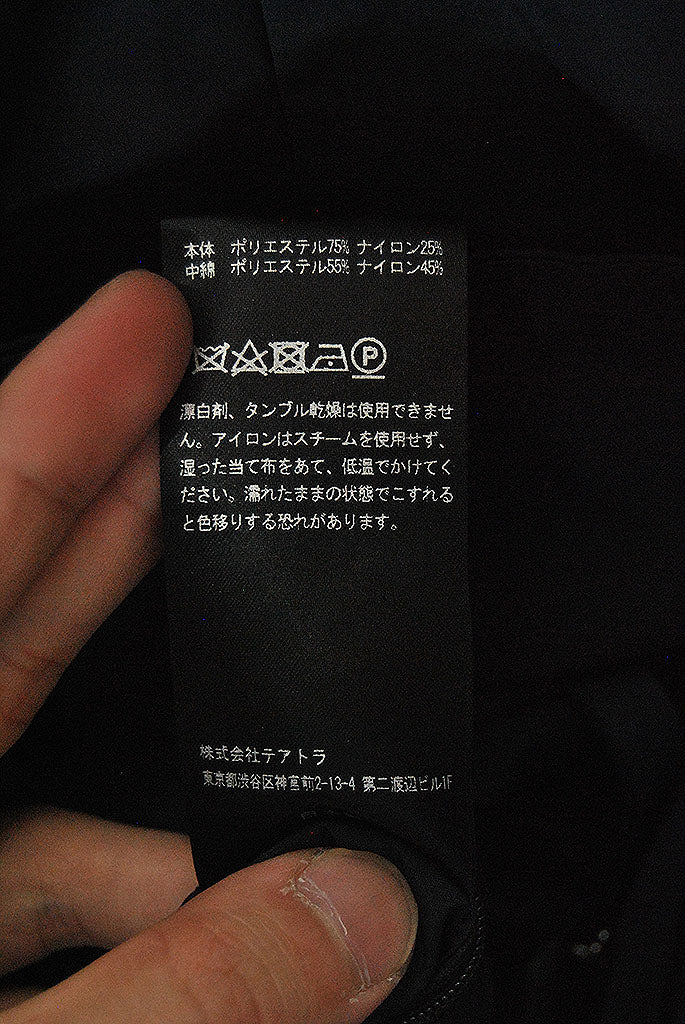 本体 ポリエステル75% ナイロン25%
中綿 ポリエステル55% ナイロン45%
P
漂白剤、タンブル乾燥は使用できませ
ん。アイロンはスチームを使用せず、
湿った当て布をあて、低温でかけてく
ださい。濡れたままの状態でこすれる
と色移りする恐れがあります。
株式会社テアトラ
東京都渋谷区神宮前2-13-4 第二渡辺ビル1F